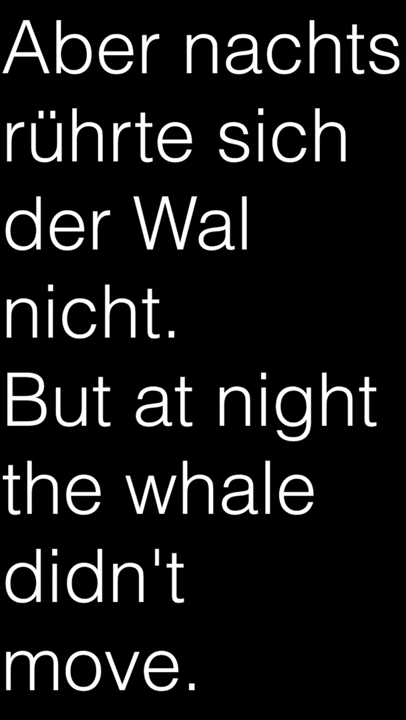 Aber nachts
rührte sich
der Wal
nicht.
But at night
the whale
didn't
move.